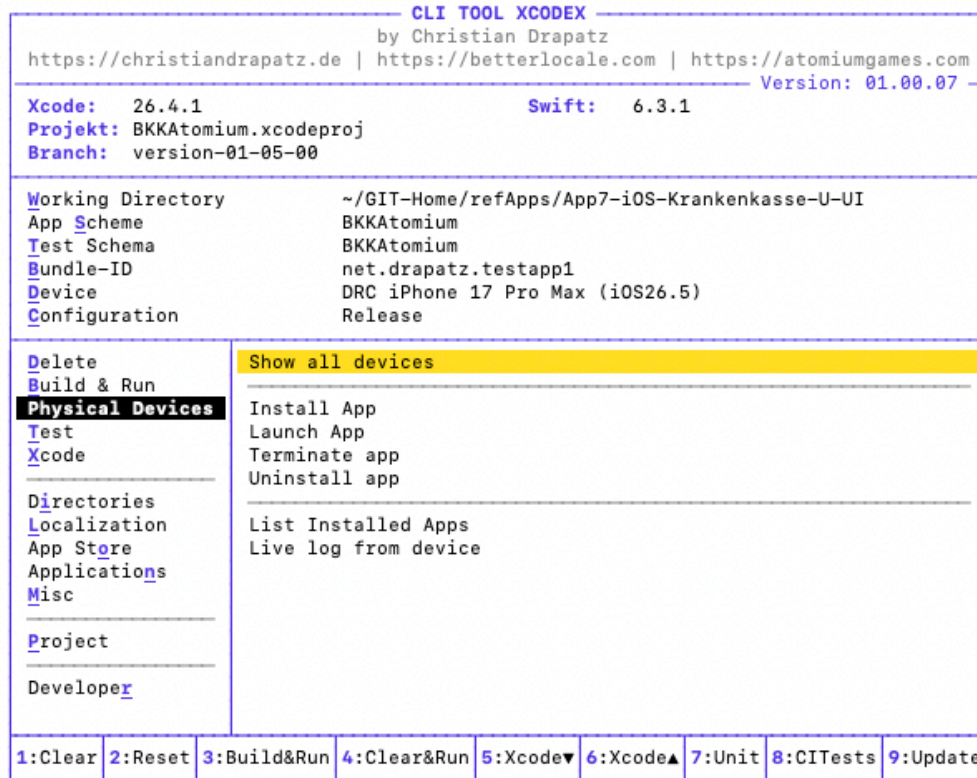 CLI TOOL XCODEX
by Christian Drapatz
https://christiandrapatz.de | https://betterlocale.com | https://atomiumgames.com
Version: 01.00.07
Xcode: 26.4.1 Swift: 6.3.1
Projekt: BKKAtomium.xcodeproj
Branch: version-01-05-00
Working Directory ~/GIT-Home/refApps/App7-iOS-Krankenkasse-U-UI
App Scheme BKKAtomium
Test Schema BKKAtomium
Bundle-ID net.drapatz.testapp1
Device DRC iPhone 17 Pro Max (iOS26.5)
Configuration Release
Delete
Build & Run
Physical Devices
Test
Xcode
Directories
Localization
App Store
Applications
Misc
Project
Developer
Show all devices
Install App
Launch App
Terminate app
Uninstall app
List Installed Apps
Live log from device
1:Clear 2:Reset 3:Build&Run 4:Clear&Run 5:Xcode▼ 6:Xcode▲ 7:Unit 8:CITests 9:Updat